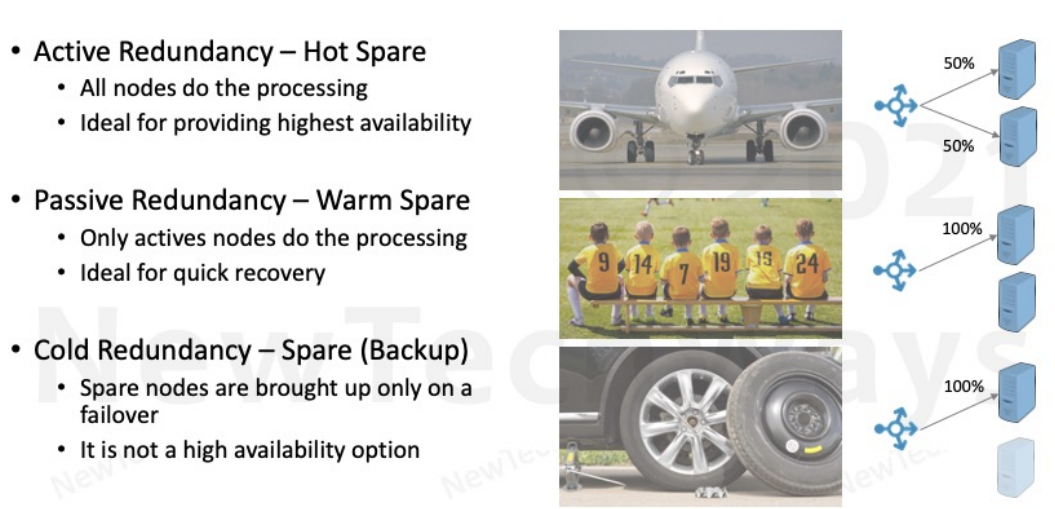 • Active Redundancy – Hot Spare
• All nodes do the processing
• Ideal for providing highest availability
50%
50%
• Passive Redundancy – Warm Spare
• Only actives nodes do the processing
• Ideal for quick recovery
9 14 7 19 15 24
100%
• Cold Redundancy – Spare (Backup)
• Spare nodes are brought up only on a
failover
• It is not a high availability option
100%
© 2021
NewTechWays